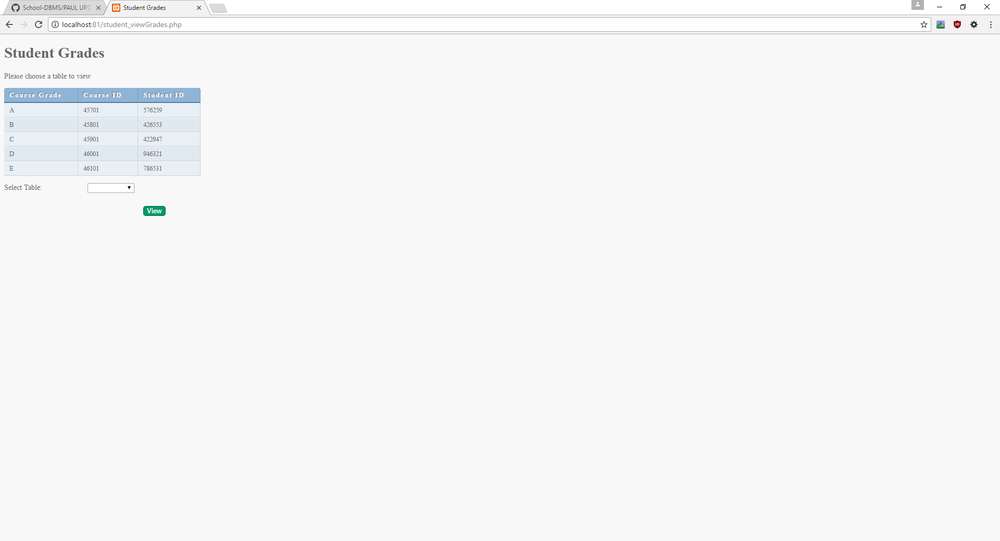 School-DBMS/PAUL UPD
Student Grades
localhost:81/student_viewGrades.php
Student Grades
Please choose a table to view
Course Grade Course ID Student ID
A 45701 576259
B 45801 426553
C 45901 422947
D 46001 946321
E 46101 786531
Select Table:
View